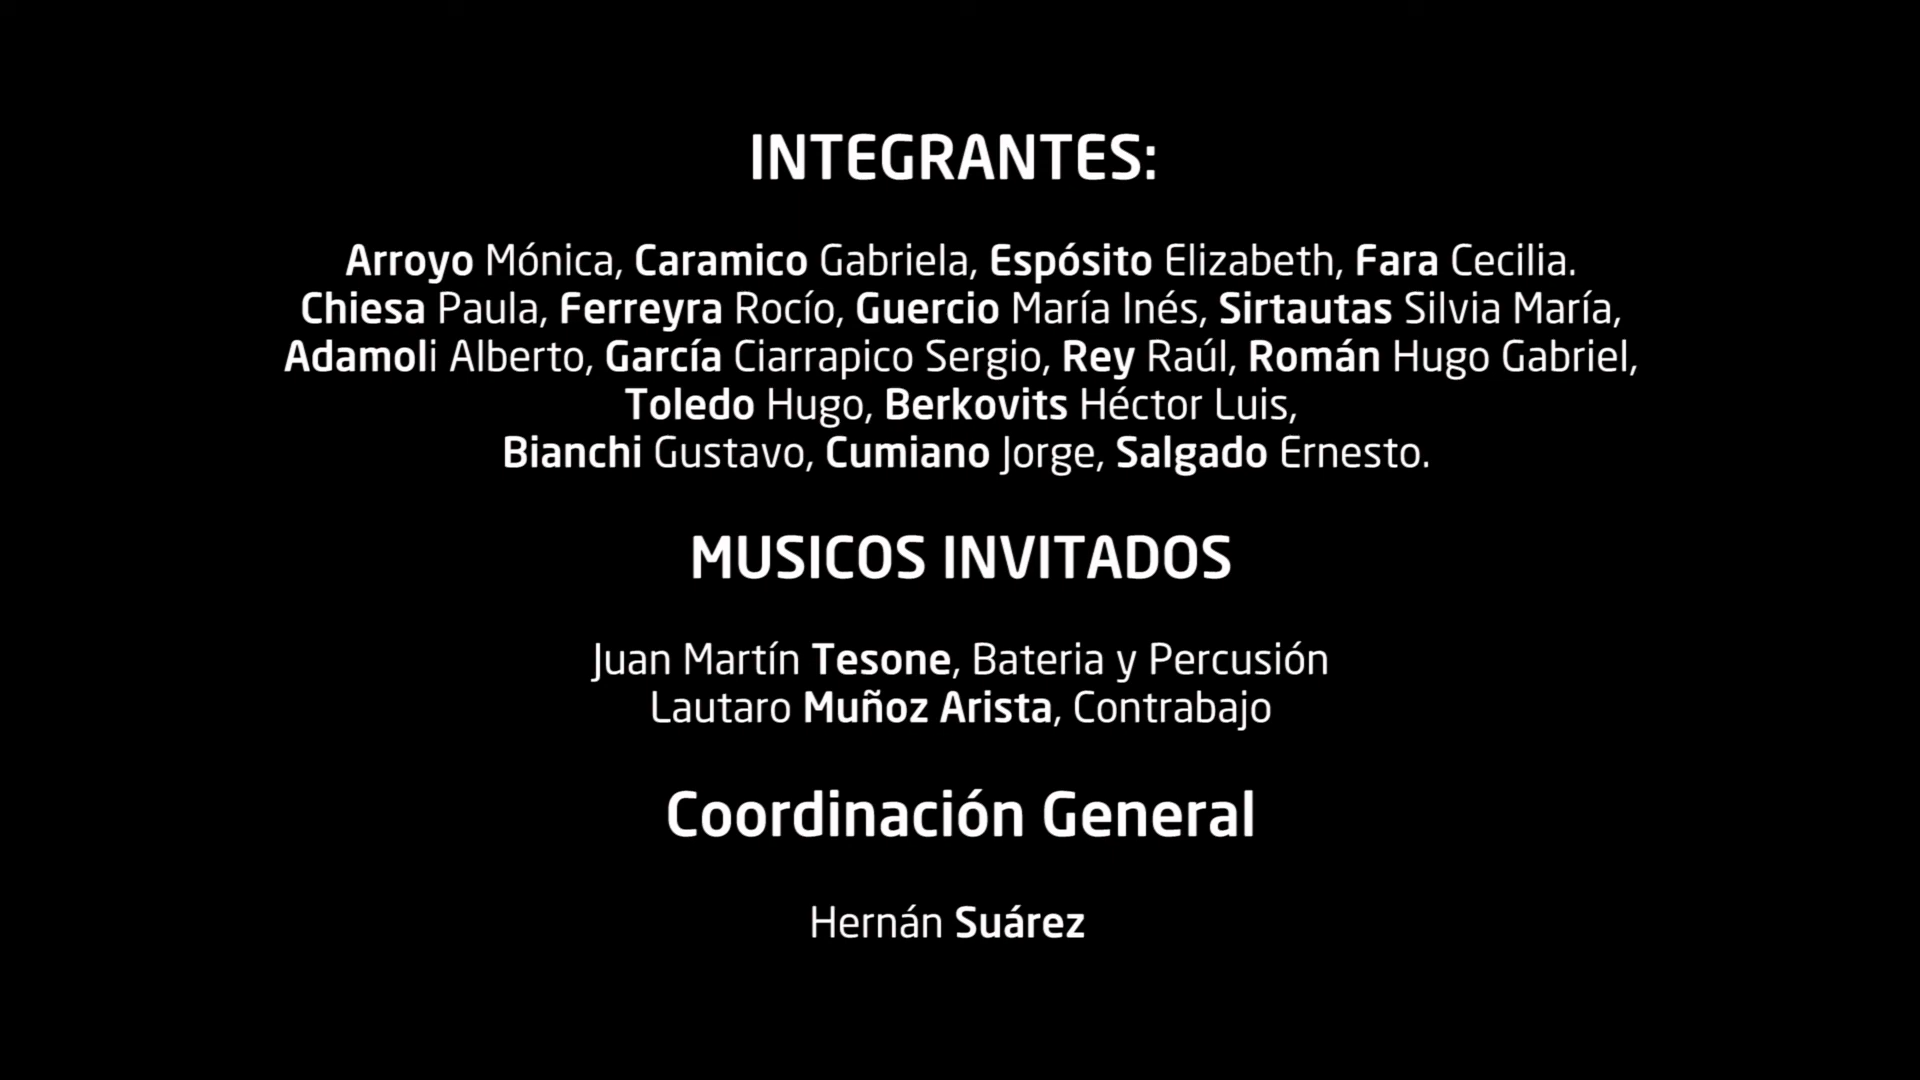 INTEGRANTES:
Arroyo Mónica, Caramico Gabriela, Espósito Elizabeth, Fara Cecilia.
Chiesa Paula, Ferreyra Rocío, Guercio María Inés, Sirtautas Silvia María,
Adamoli Alberto, García Ciarrapico Sergio, Rey Raúl, Román Hugo Gabriel,
Toledo Hugo, Berkovits Héctor Luis,
Bianchi Gustavo, Cumiano Jorge, Salgado Ernesto.
MUSICOS INVITADOS
Juan Martín Tesone, Bateria y Percusión
Lautaro Muñoz Arista, Contrabajo
Coordinación General
Hernán Suárez